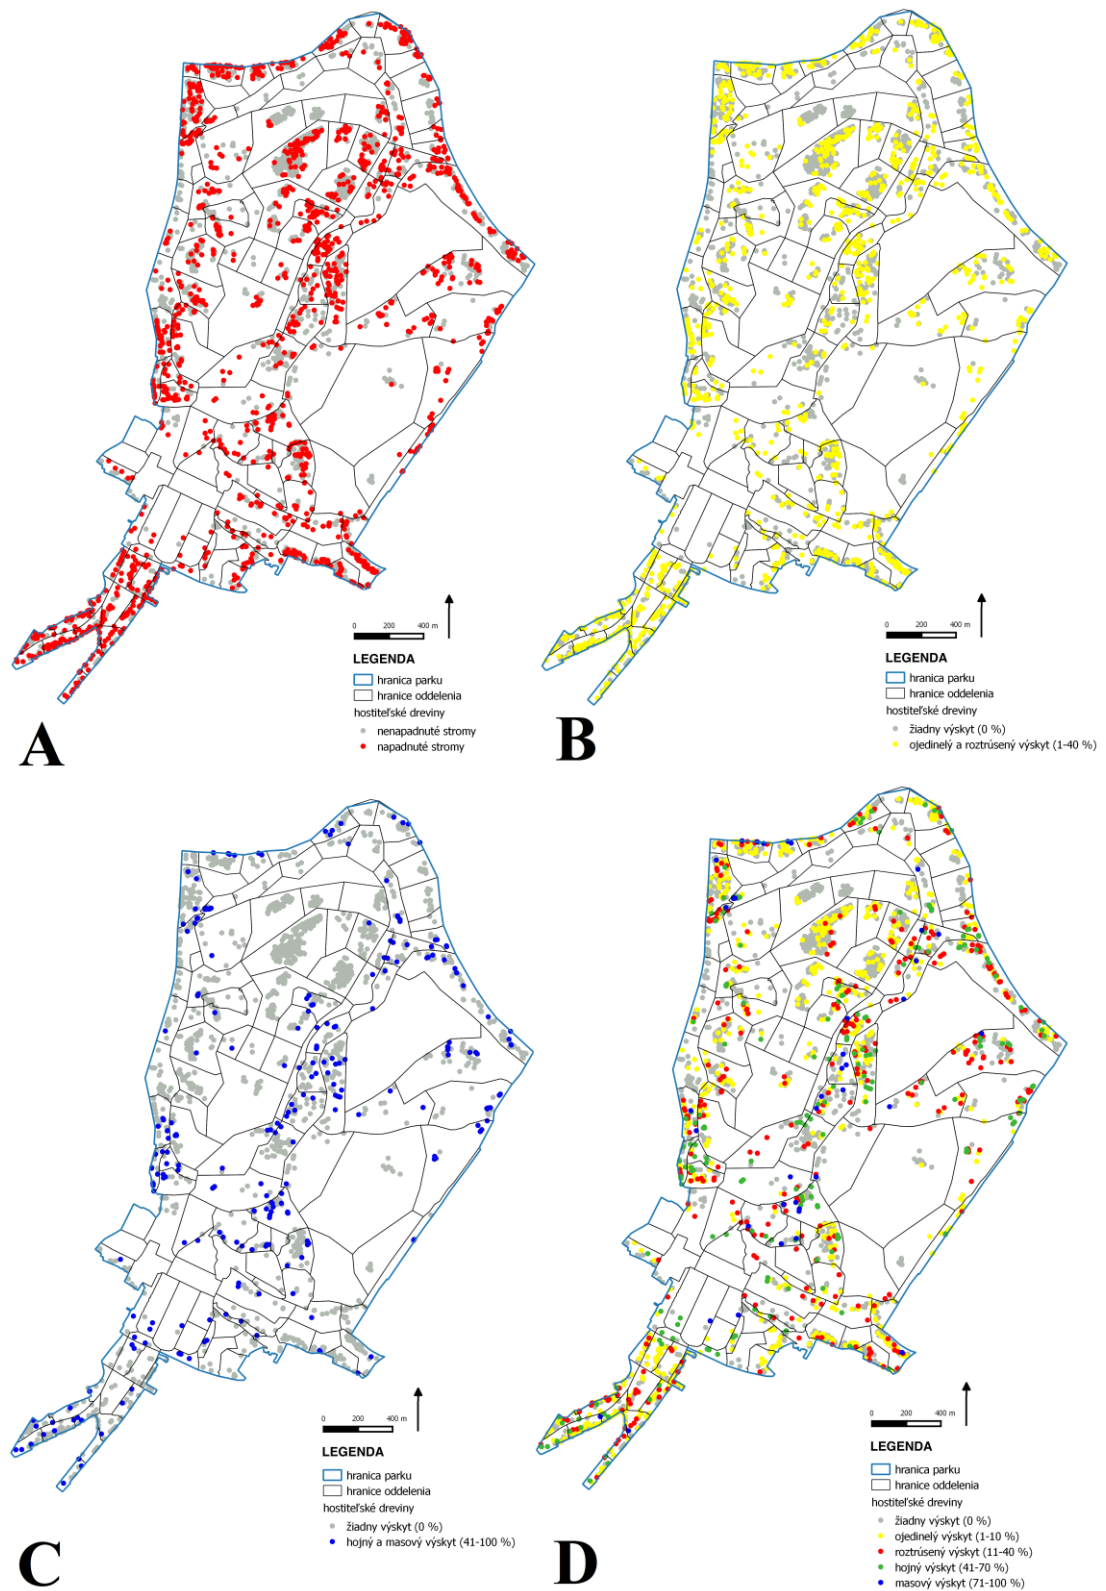 0 200 400 m
LEGENDA
hranica parku
hranice oddelenia
hostiteľské dreviny
nenapadnuté stromy
napadnuté stromy
A
0 200 400 m
LEGENDA
hranica parku
hranice oddelenia
hostiteľské dreviny
žiadny výskyt (0 %)
ojedinelý a roztrúsený výskyt (1-40 %)
B
0 200 400 m
LEGENDA
hranica parku
hranice oddelenia
hostiteľské dreviny
žiadny výskyt (0 %)
hojný a masový výskyt (41-100 %)
C
0 200 400 m
LEGENDA
hranica parku
hranice oddelenia
hostiteľské dreviny
žiadny výskyt (0 %)
ojedinelý výskyt (1-10 %)
roztrúsený výskyt (11-40 %)
hojný výskyt (41-70 %)
masový výskyt (71-100 %)
D